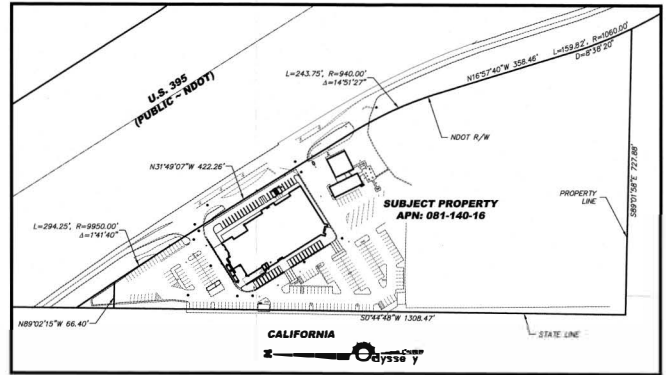 U.S. 395
(PUBLIC ~ NDOT)
L=243.75', R=940.00'
Δ=14°51'27"
N16°57'40"W 358.46'
L=159.82', R=1060.00'
D=8°38'20"
NDOT R/W
N31°49'07"W 422.26'
SUBJECT PROPERTY
APN: 081-140-16
PROPERTY
LINE
S89°01'58"E 727.88'
L=294.25', R=9950.00'
Δ=1°41'40"
N89°02'15"W 66.40'
S0°44'48"W 1308.47'
CALIFORNIA
STATE LINE
Odyssey